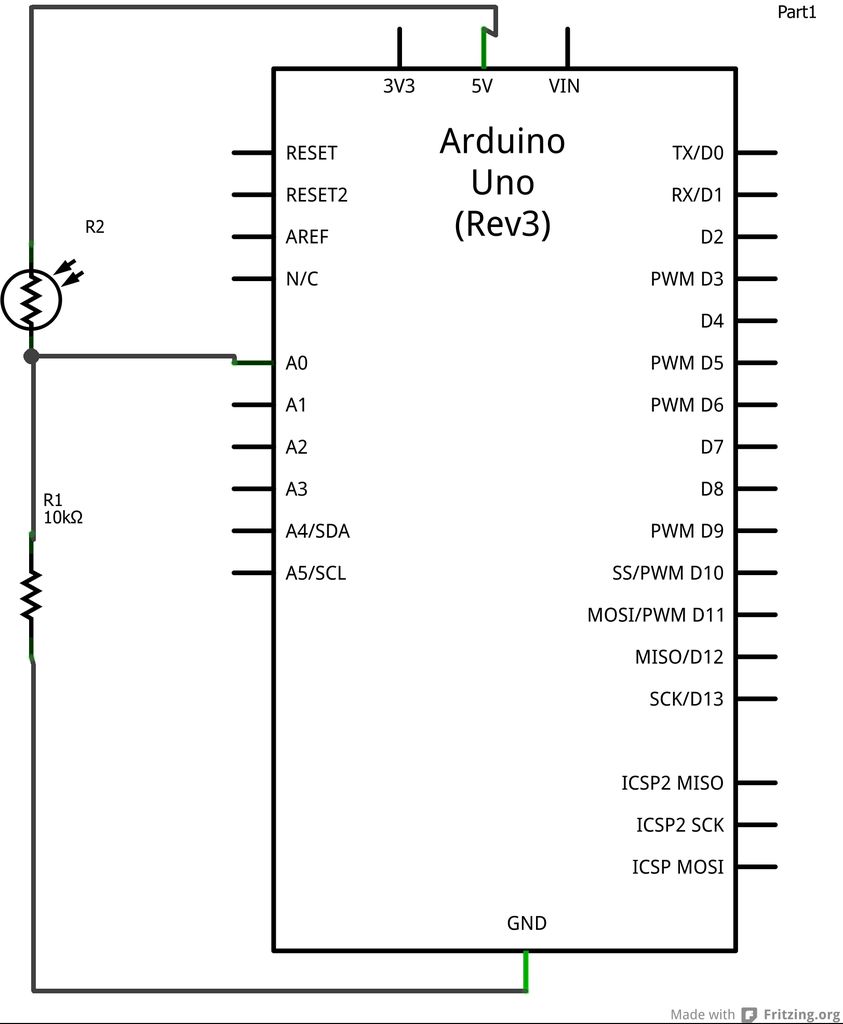 Part1
3V3
5V
VIN
Arduino
Uno
(Rev3)
RESET
RESET2
AREF
N/C
A0
A1
A2
A3
A4/SDA
A5/SCL
TX/D0
RX/D1
D2
PWM D3
D4
PWM D5
PWM D6
D7
D8
PWM D9
SS/PWM D10
MOSI/PWM D11
MISO/D12
SCK/D13
ICSP2 MISO
ICSP2 SCK
ICSP MOSI
GND
R2
R1
10kΩ
Made with Fritzing.org